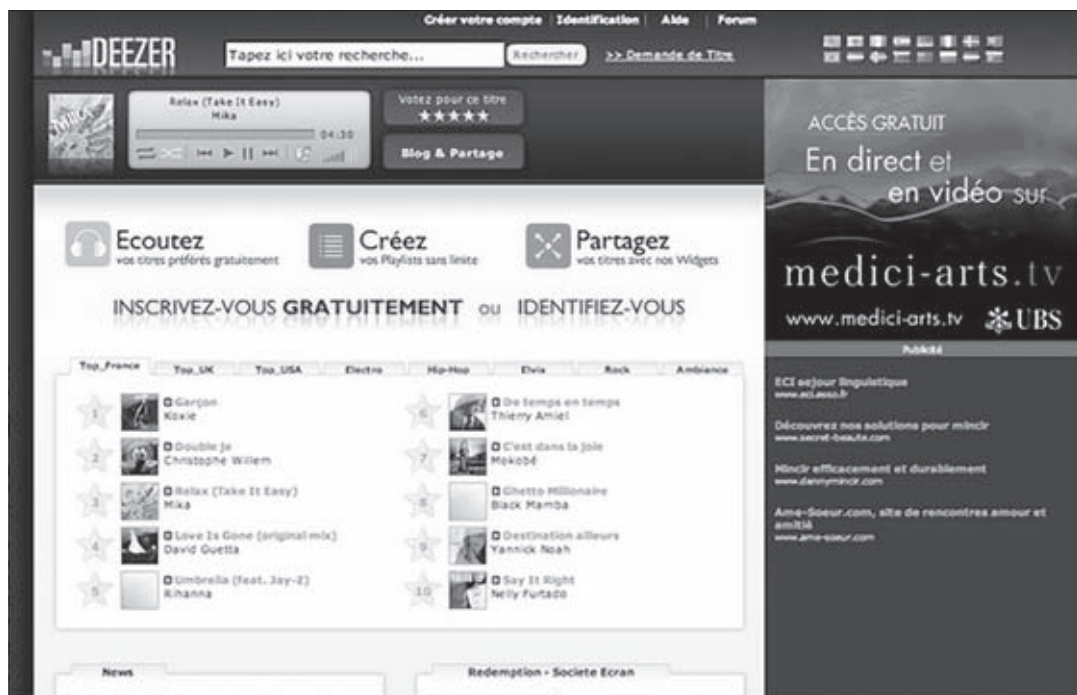 Créer votre compte | Identification | Aide | Forum
DEEZER
Tapez ici votre recherche...
Rechercher
>> Demande de Titre
Relax (Take It Easy)
Mika
04:30
Votez pour ce titre
Blog & Partage
ACCÈS GRATUIT
En direct et
en vidéo sur
medici-arts.tv
www.medici-arts.tv
UBS
Publicité
Ecoutez
vos titres préférés gratuitement
Créez
vos Playlists sans limite
Partagez
vos titres avec nos Widgets
INSCRIVEZ-VOUS GRATUITEMENT ou IDENTIFIEZ-VOUS
Top_France
Top_UK
Top_USA
Electro
Hip-Hop
Elvis
Rock
Ambiance
1
Garçon
Koxie
2
Double je
Christophe Willem
3
Relax (Take It Easy)
Mika
4
Love Is Gone (original mix)
David Guetta
5
Umbrella (feat. Jay-Z)
Rihanna
6
De temps en temps
Thierry Amiel
7
C'est dans la joie
Mokobé
8
Ghetto Millionaire
Black Mamba
9
Destination ailleurs
Yannick Noah
10
Say It Right
Nelly Furtado
ECI sejour linguistique
www.eci.asso.fr
Découvrez nos solutions pour mincir
www.secret-beaute.com
Mincir efficacement et durablement
www.dannymincir.com
Ame-Soeur.com, site de rencontres amour et
amitié
www.ame-soeur.com
News
Redemption - Societe Ecran